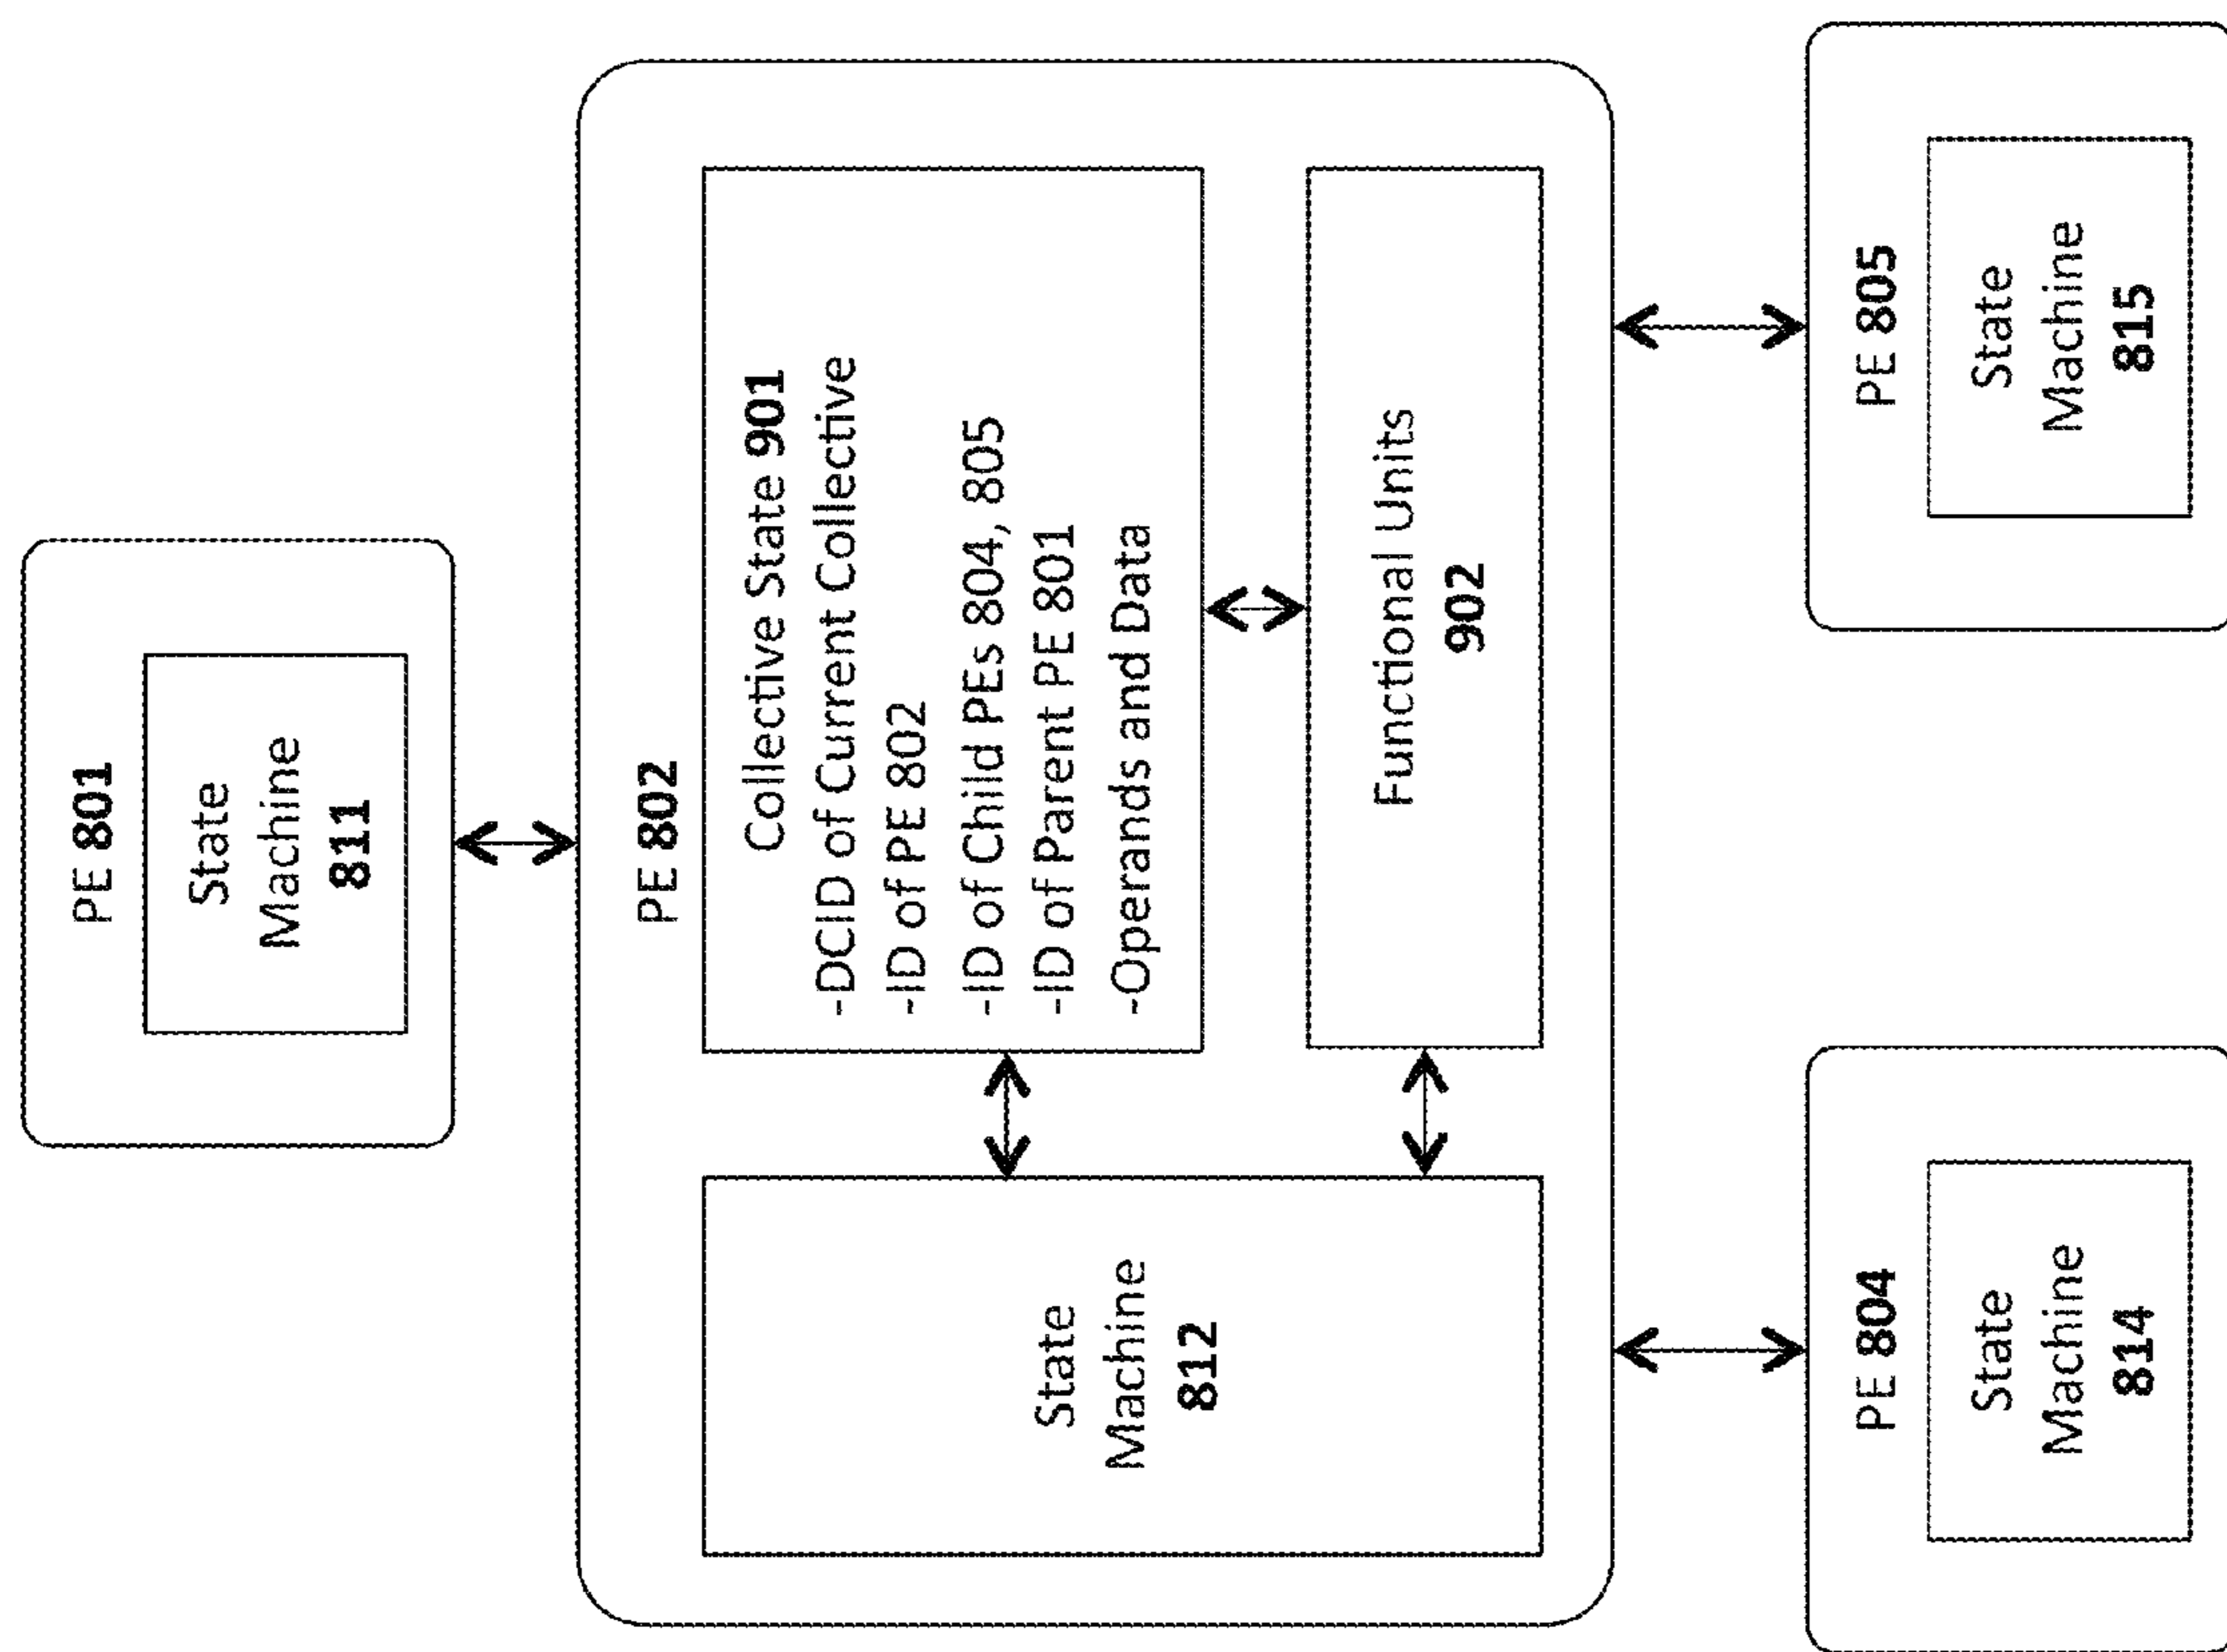 PE 801
State
Machine
811
PE 802
State
Machine
812
Collective State 901
-DCID of Current Collective
-ID of PE 802
-ID of Child PEs 804, 805
-ID of Parent PE 801
-Operands and Data
Functional Units
902
PE 804
State
Machine
814
PE 805
State
Machine
815